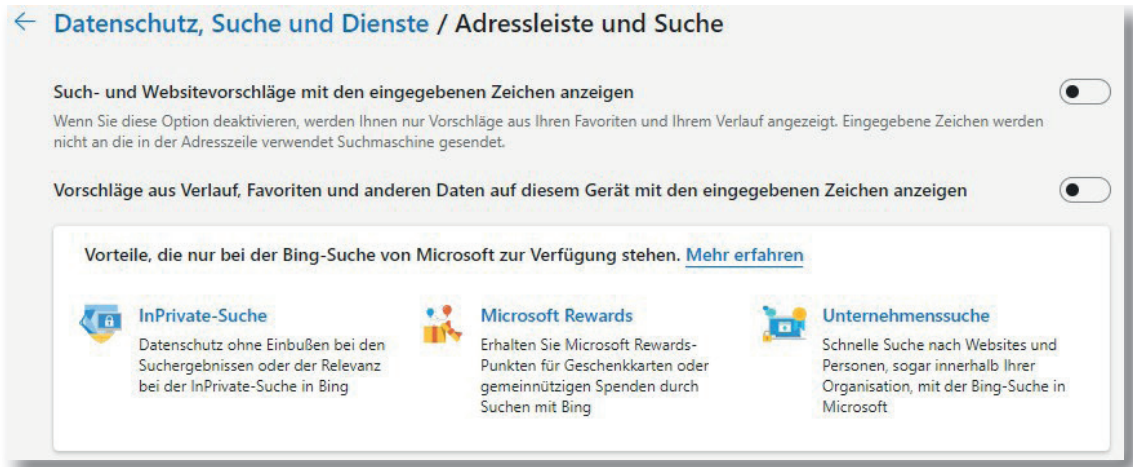 ← Datenschutz, Suche und Dienste / Adressleiste und Suche
Such- und Websitevorschläge mit den eingegebenen Zeichen anzeigen
Wenn Sie diese Option deaktivieren, werden Ihnen nur Vorschläge aus Ihren Favoriten und Ihrem Verlauf angezeigt. Eingegebene Zeichen werden
nicht an die in der Adresszeile verwendet Suchmaschine gesendet.
Vorschläge aus Verlauf, Favoriten und anderen Daten auf diesem Gerät mit den eingegebenen Zeichen anzeigen
Vorteile, die nur bei der Bing-Suche von Microsoft zur Verfügung stehen. Mehr erfahren
InPrivate-Suche
Datenschutz ohne Einbußen bei den
Suchergebnissen oder der Relevanz
bei der InPrivate-Suche in Bing
Microsoft Rewards
Erhalten Sie Microsoft Rewards-
Punkten für Geschenkkarten oder
gemeinnützigen Spenden durch
Suchen mit Bing
Unternehmenssuche
Schnelle Suche nach Websites und
Personen, sogar innerhalb Ihrer
Organisation, mit der Bing-Suche in
Microsoft